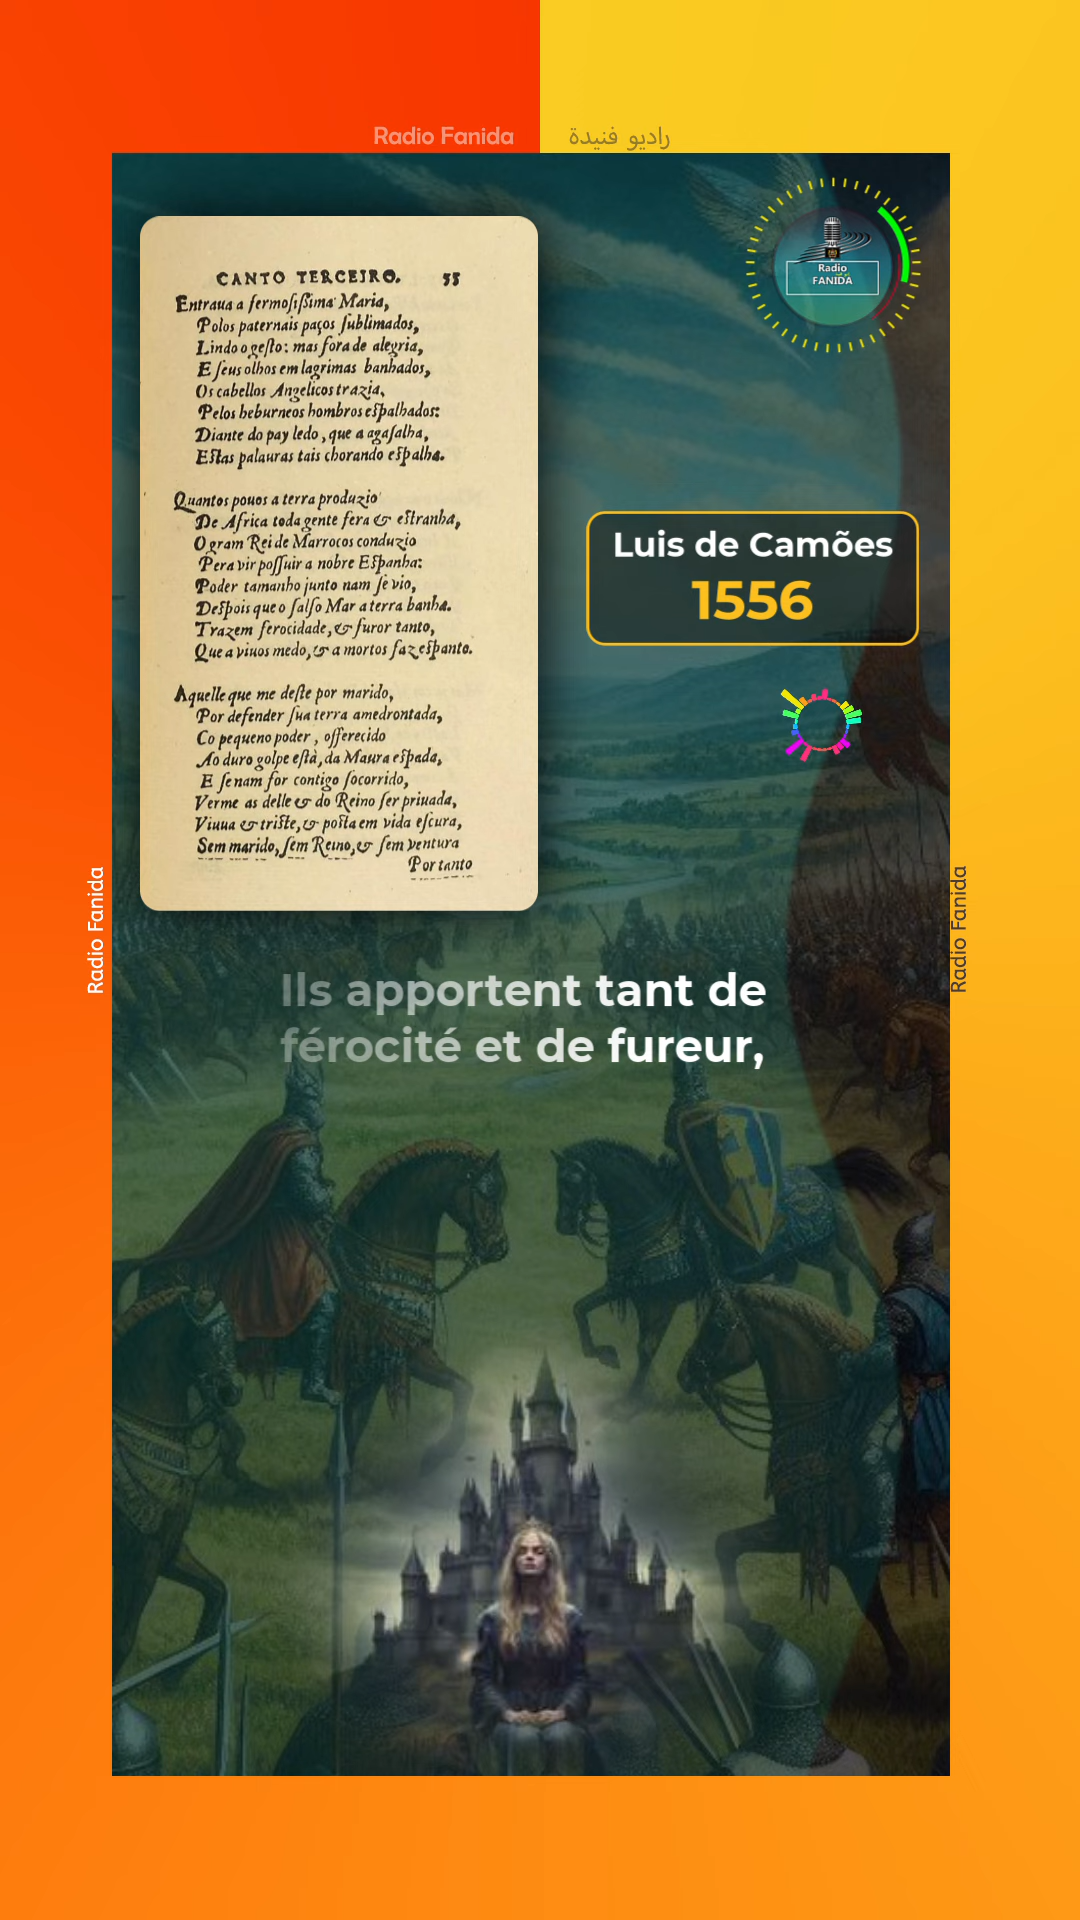 Radio Fanida
راديو فنيدة
Radio
FANIDA
CANTO TERCEIRO. 55
Entraua a fermoſiſsima Maria,
Polos paternais paços ſublimados,
Lindo o geſto: mas fora de alegria,
E ſeus olhos em lagrimas banhados,
Os cabellos Angelicos trazia,
Pelos heburneos hombros eſpalhados:
Diante do pay ledo, que a agaſalha,
Eſtas palauras tais chorando eſpalha.
Quantos pouos a terra produzio
De Africa toda gente fera & eſtranha,
O gram Rei de Marrocos conduzio
Pera vir poſſuir a nobre Eſpanha:
Poder tamanho junto nam ſe vio,
Deſpois que o ſalſo Mar a terra banha.
Trazem ferocidade, & furor tanto,
Que a viuos medo, & a mortos faz eſpanto.
Aquelle que me deſte por marido,
Por defender ſua terra amedrontada,
Co pequeno poder, offerecido
Ao duro golpe eſtà, da Maura eſpada,
E ſe nam for contigo ſocorrido,
Verme as delle & do Reino ſer priuada,
Viuua & triſte, & poſta em vida eſcura,
Sem marido, ſem Reino, & ſem ventura
Por tanto
Luis de Camões
1556
Radio Fanida
Radio Fanida
Ils apportent tant de
férocité et de fureur,